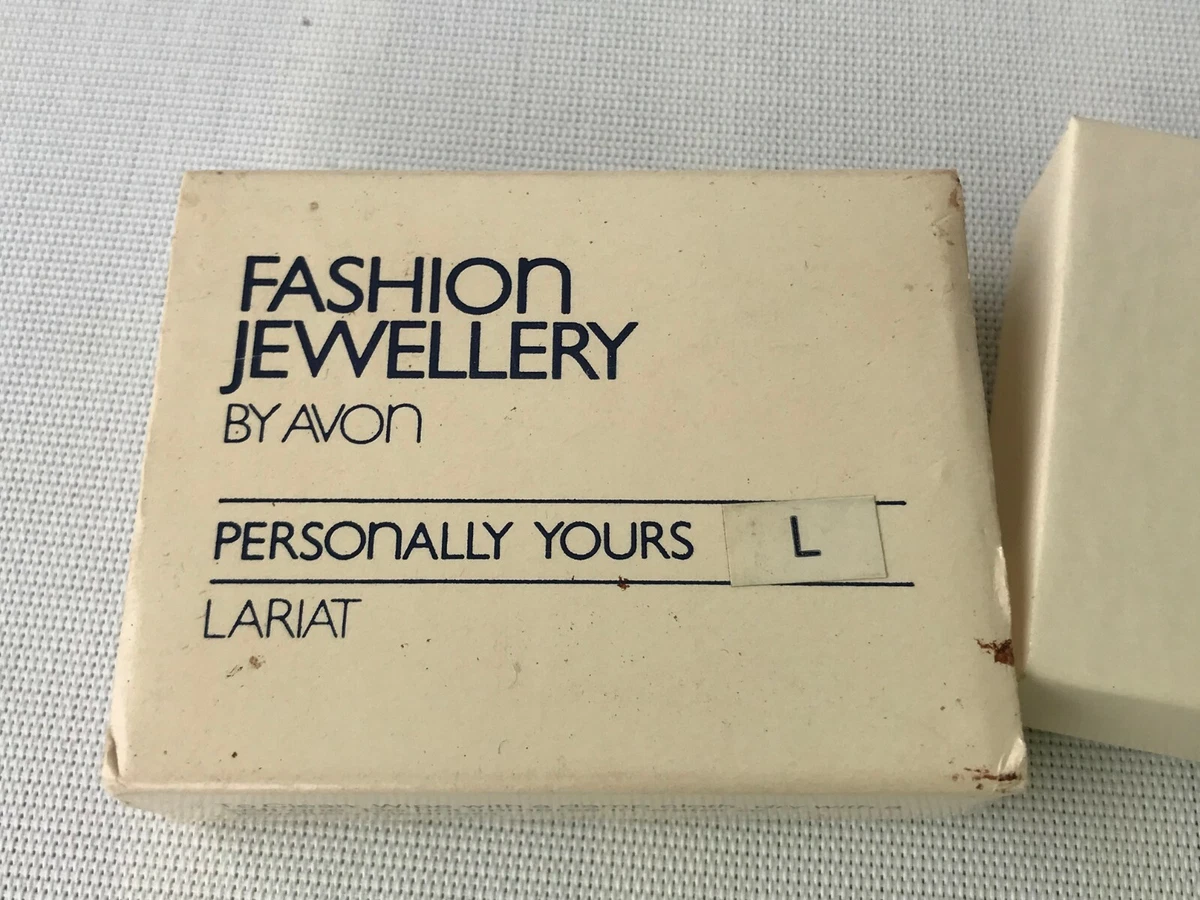 FASHION
JEWELLERY
BY AVON
PERSONALLY YOURS L
LARIAT